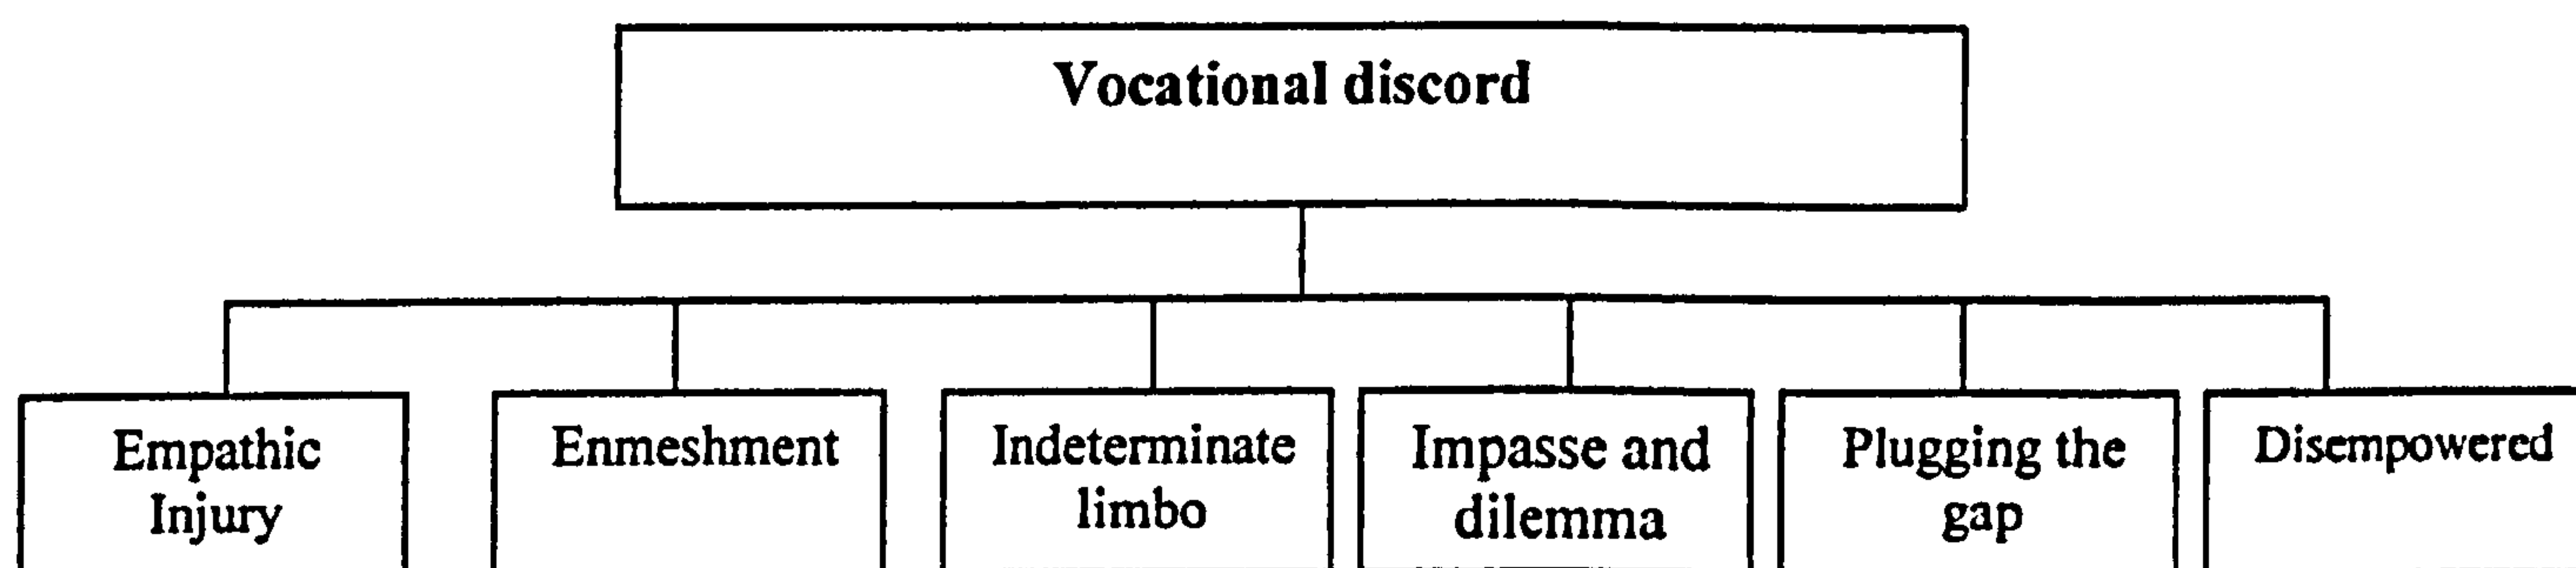 Vocational discord
Empathic
Injury
Enmeshment
Indeterminate
limbo
Impasse and
dilemma
Plugging the
gap
Disempowered